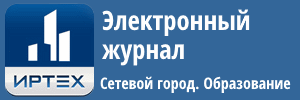 ИРТЕХ
Электронный
журнал
Сетевой город. Образование